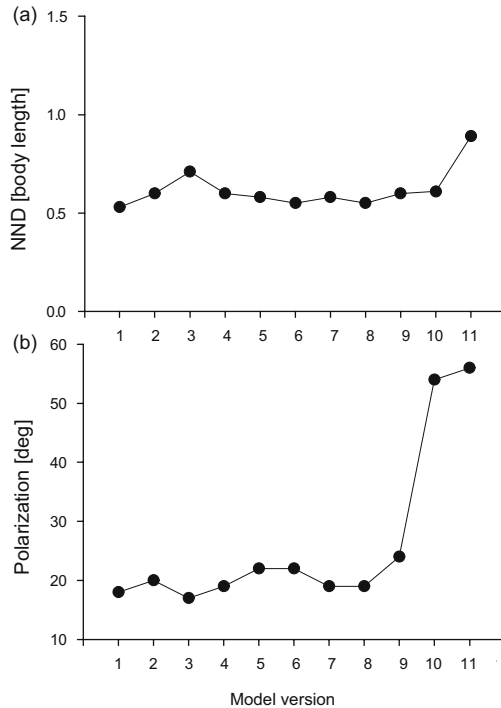 (a)
NND [body length]
1.5
1.0
0.5
0.0
1 2 3 4 5 6 7 8 9 10 11
(b)
Polarization [deg]
60
50
40
30
20
10
1 2 3 4 5 6 7 8 9 10 11
Model version